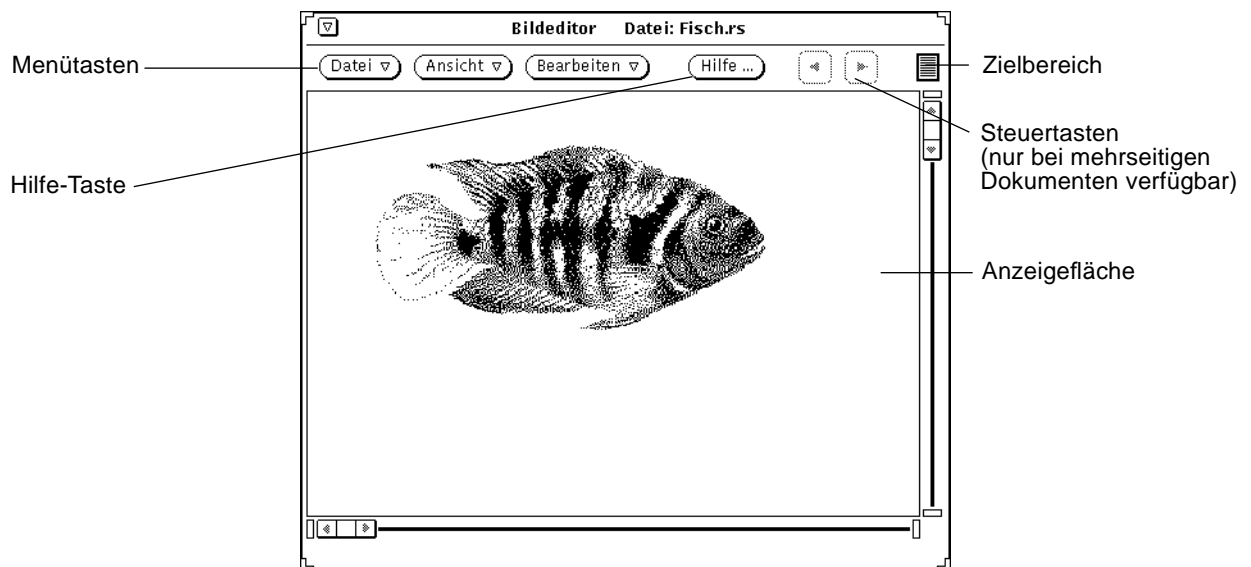 Bildeditor Datei: Fisch.rs
Menütasten
Datei Ansicht Bearbeiten Hilfe ...
Zielbereich
Steuertasten
(nur bei mehrseitigen
Dokumenten verfügbar)
Hilfe-Taste
Anzeigefläche